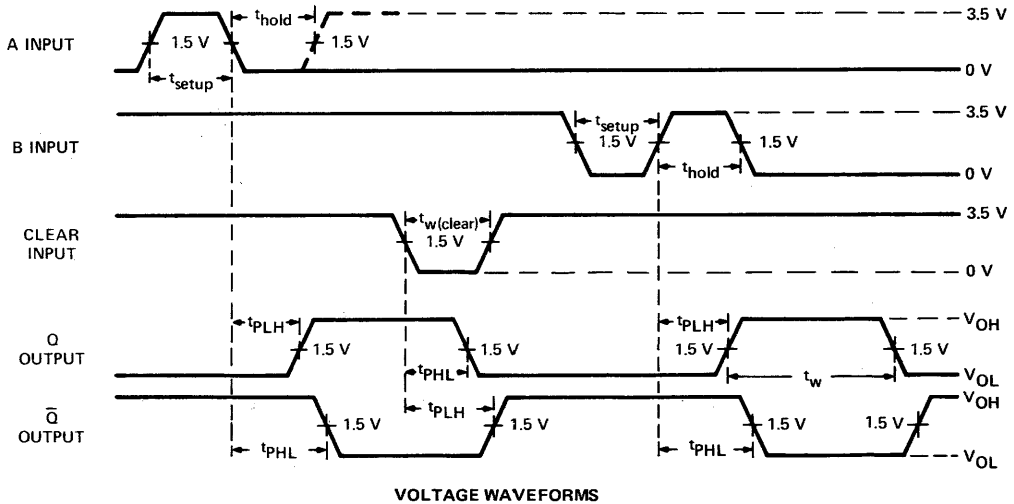 A INPUT
t_hold
1.5 V
1.5 V
t_setup
3.5 V
0 V
B INPUT
t_setup
1.5 V
t_hold
1.5 V
3.5 V
0 V
CLEAR
INPUT
t_w(clear)
1.5 V
3.5 V
0 V
Q
OUTPUT
t_PLH
1.5 V
1.5 V
t_PHL
t_PLH
1.5 V
t_w
1.5 V
V_OH
V_OL
Q̅
OUTPUT
t_PHL
1.5 V
t_PLH
1.5 V
t_PHL
1.5 V
1.5 V
V_OH
V_OL
VOLTAGE WAVEFORMS